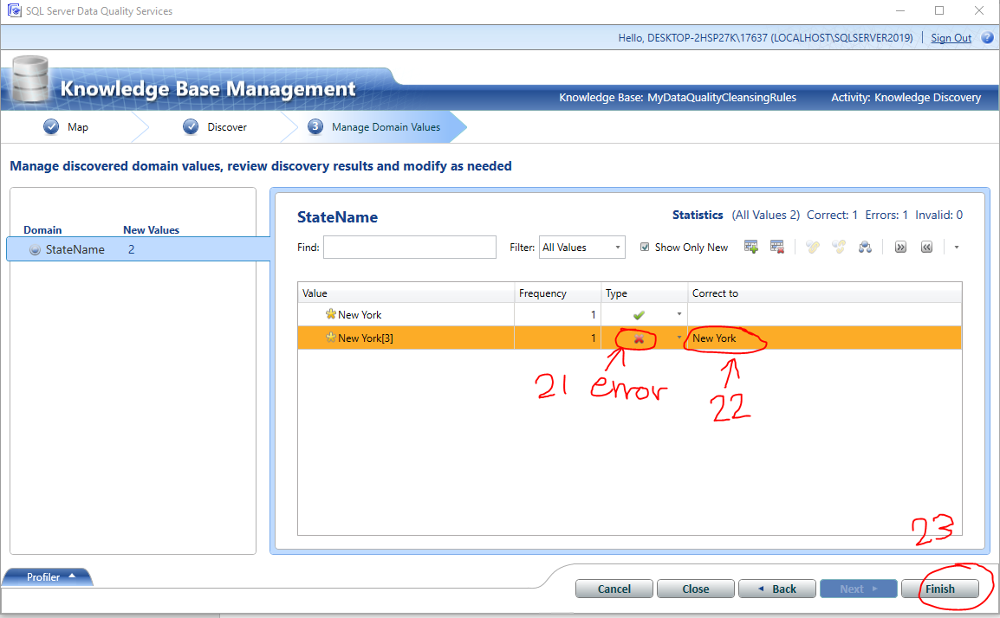 SQL Server Data Quality Services
Hello, DESKTOP-2HSP27K\17637 (LOCALHOST\SQLSERVER2019) Sign Out ?
Knowledge Base Management
Knowledge Base: MyDataQualityCleansingRules Activity: Knowledge Discovery
Map Discover 3 Manage Domain Values
Manage discovered domain values, review discovery results and modify as needed
Domain New Values
StateName 2
StateName
Statistics (All Values 2) Correct: 1 Errors: 1 Invalid: 0
Find: Filter: All Values Show Only New
Value Frequency Type Correct to
New York 1
New York[3] 1 New York
21 error
22
23
Profiler
Cancel Close Back Next Finish